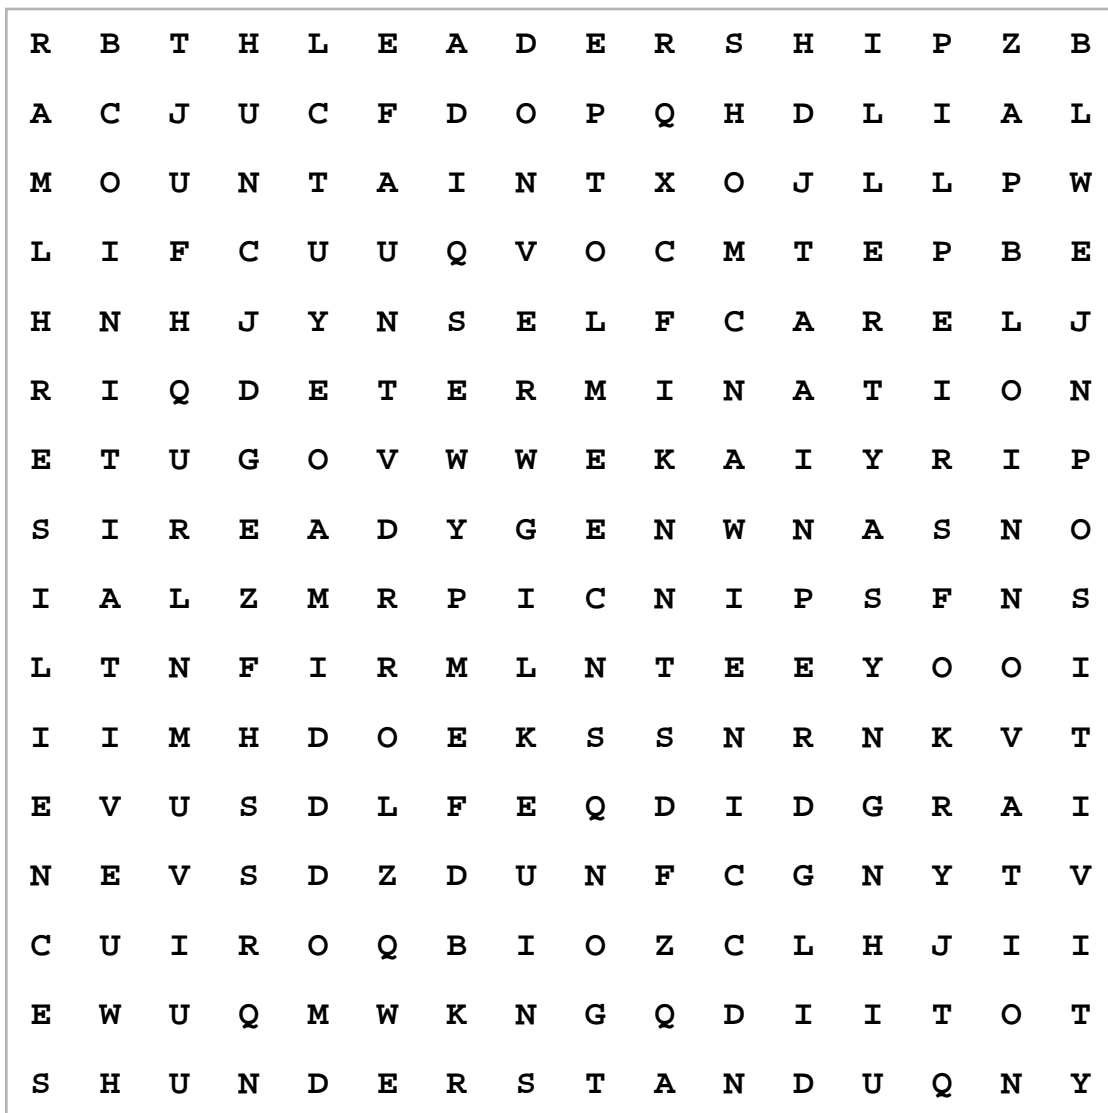 R B T H L E A D E R S H I P Z B
A C J U C F D O P Q H D L I A L
M O U N T A I N T X O J L L P W
L I F C U U Q V O C M T E P B E
H N H J Y N S E L F C A R E L J
R I Q D E T E R M I N A T I O N
E T U G O V W W E K A I Y R I P
S I R E A D Y G E N W N A S N O
I A L Z M R P I C N I P S F N S
L T N F I R M L N T E E Y O O I
I I M H D O E K S S N R N K V T
E V U S D L F E Q D I D G R A I
N E V S D Z D U N F C G N Y T V
C U I R O Q B I O Z C L H J I I
E W U Q M W K N G Q D I I T O T
S H U N D E R S T A N D U Q N Y